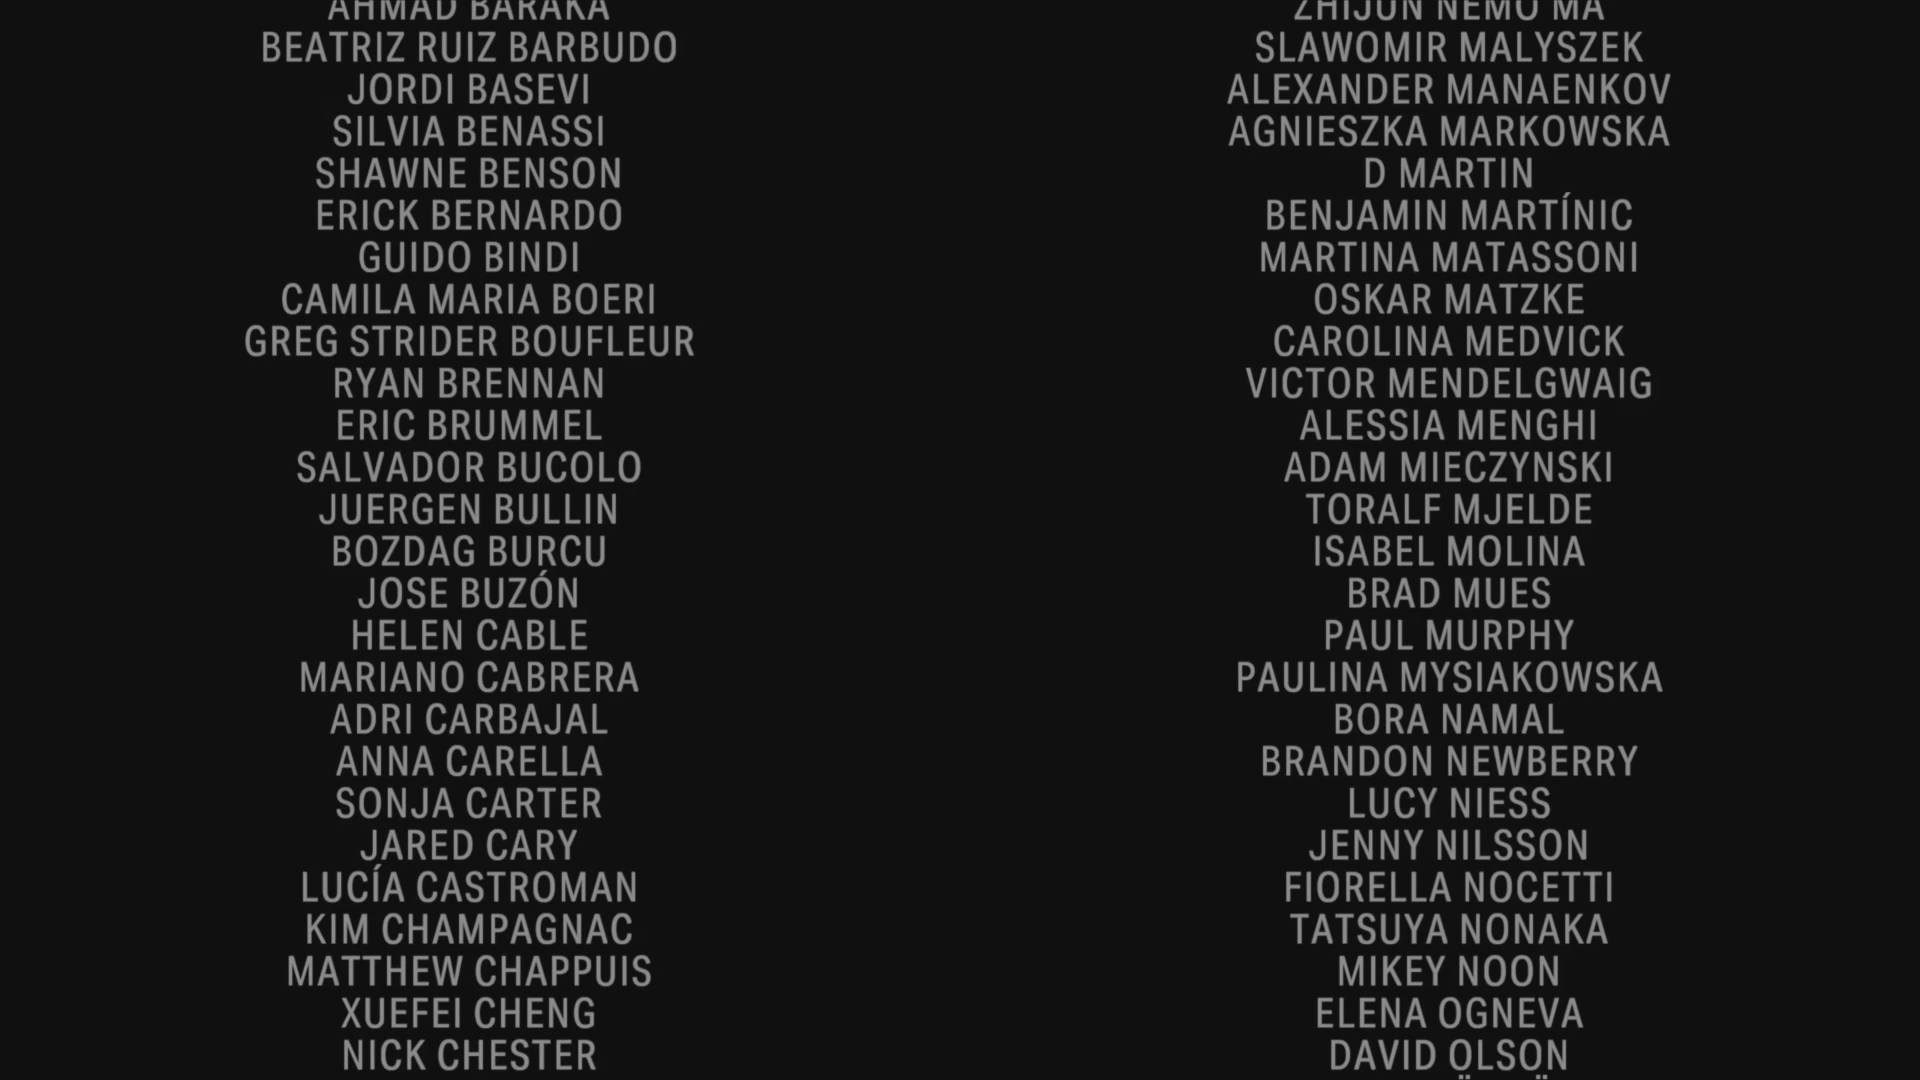 AHMAD BARAKA
BEATRIZ RUIZ BARBUDO
JORDI BASEVI
SILVIA BENASSI
SHAWNE BENSON
ERICK BERNARDO
GUIDO BINDI
CAMILA MARIA BOERI
GREG STRIDER BOUFLEUR
RYAN BRENNAN
ERIC BRUMMEL
SALVADOR BUCOLO
JUERGEN BULLIN
BOZDAG BURCU
JOSE BUZÓN
HELEN CABLE
MARIANO CABRERA
ADRI CARBAJAL
ANNA CARELLA
SONJA CARTER
JARED CARY
LUCÍA CASTROMAN
KIM CHAMPAGNAC
MATTHEW CHAPPUIS
XUEFEI CHENG
NICK CHESTER
ZHIJUN NEMO MA
SLAWOMIR MALYSZEK
ALEXANDER MANAENKOV
AGNIESZKA MARKOWSKA
D MARTIN
BENJAMIN MARTÍNIC
MARTINA MATASSONI
OSKAR MATZKE
CAROLINA MEDVICK
VICTOR MENDELGWAIG
ALESSIA MENGHI
ADAM MIECZYNSKI
TORALF MJELDE
ISABEL MOLINA
BRAD MUES
PAUL MURPHY
PAULINA MYSIAKOWSKA
BORA NAMAL
BRANDON NEWBERRY
LUCY NIESS
JENNY NILSSON
FIORELLA NOCETTI
TATSUYA NONAKA
MIKEY NOON
ELENA OGNEVA
DAVID OLSON